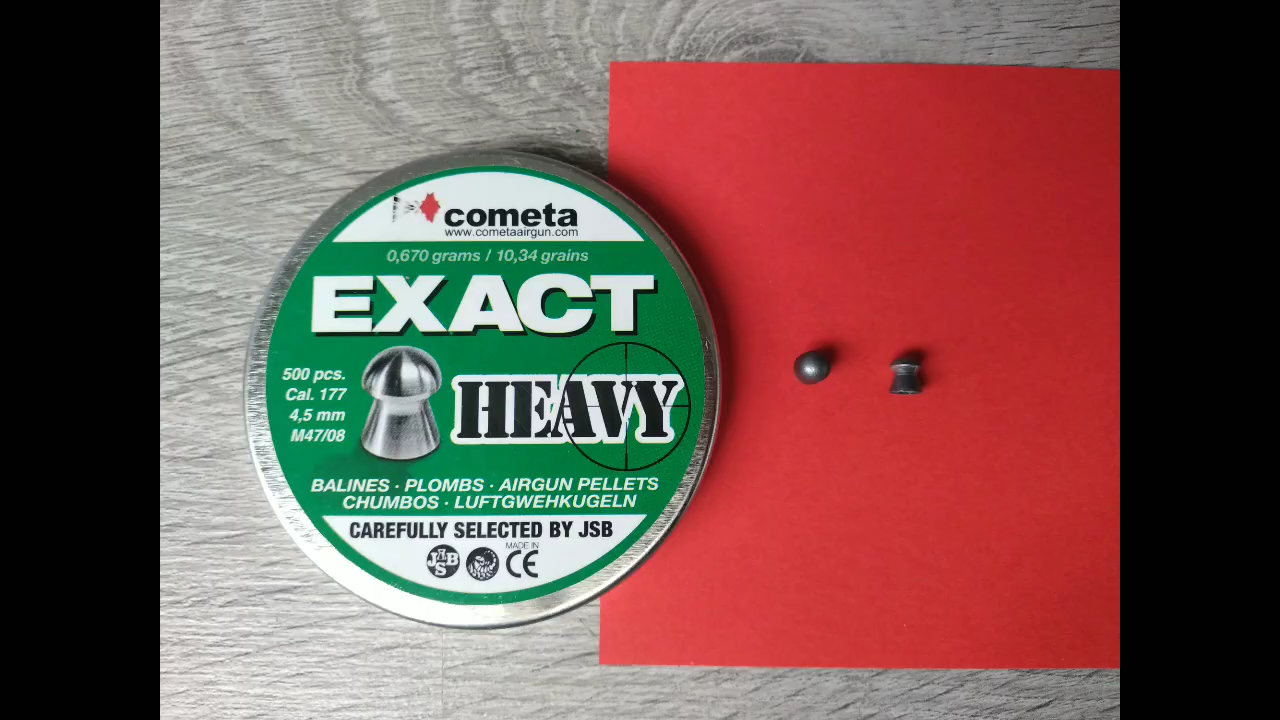 cometa
www.cometaairgun.com
0,670 grams / 10,34 grains
EXACT
HEAVY
500 pcs.
Cal. 177
4,5 mm
M47/08
BALINES · PLOMBS · AIRGUN PELLETS
CHUMBOS · LUFTGWEHKUGELN
CAREFULLY SELECTED BY JSB
MADE IN
JSB
CE